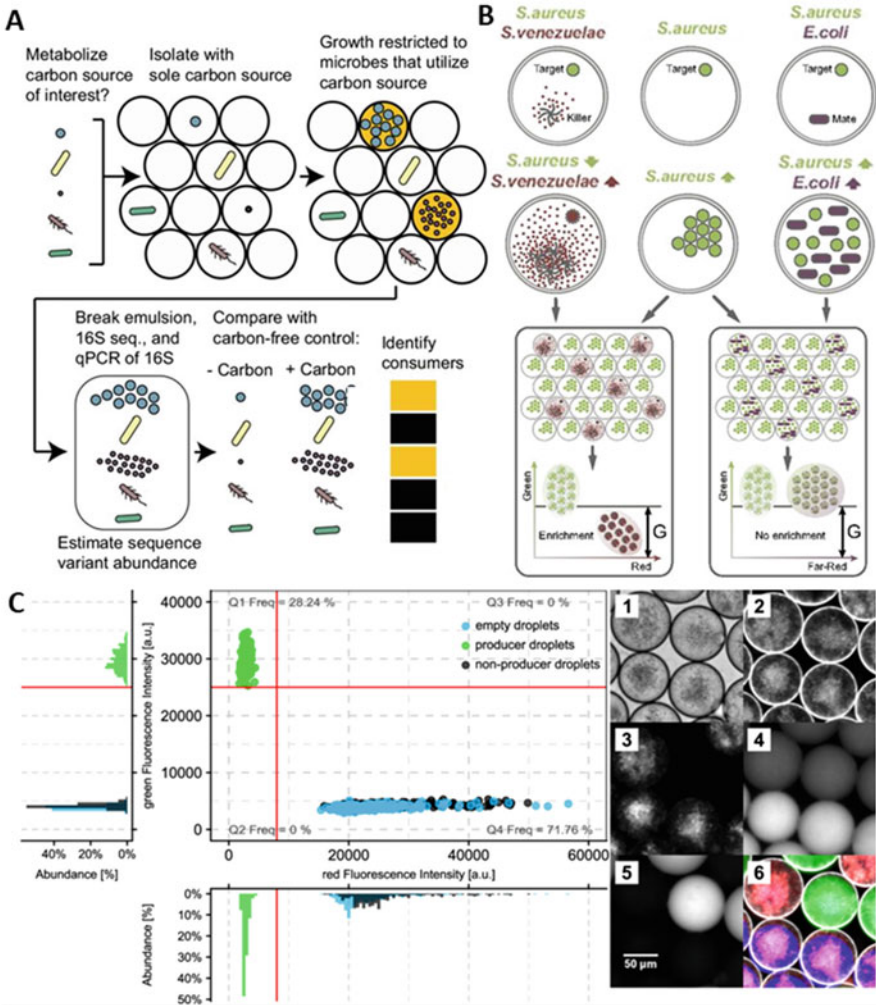 A
Metabolize
carbon source
of interest?
Isolate with
sole carbon source
Growth restricted to
microbes that utilize
carbon source
Break emulsion,
16S seq., and
qPCR of 16S
Compare with
carbon-free control:
- Carbon
+ Carbon
Identify
consumers
Estimate sequence
variant abundance
B
S.aureus
S.venezuelae
S.aureus
S.aureus
E.coli
Target
Killer
Target
Target
Mate
S.aureus
S.venezuelae
S.aureus
S.aureus
E.coli
Green
Enrichment
G
Red
Green
No enrichment
G
Far-Red
C
Q1 Freq = 28.24 %
Q3 Freq = 0 %
empty droplets
producer droplets
non-producer droplets
green Fluorescence Intensity [a.u.]
40000
30000
20000
10000
0
Q2 Freq = 0 %
Q4 Freq = 71.76 %
40%
20%
0%
Abundance [%]
0
20000
40000
60000
red Fluorescence Intensity [a.u.]
Abundance [%]
0%
10%
20%
30%
40%
50%
1
2
3
4
5
6
50 µm